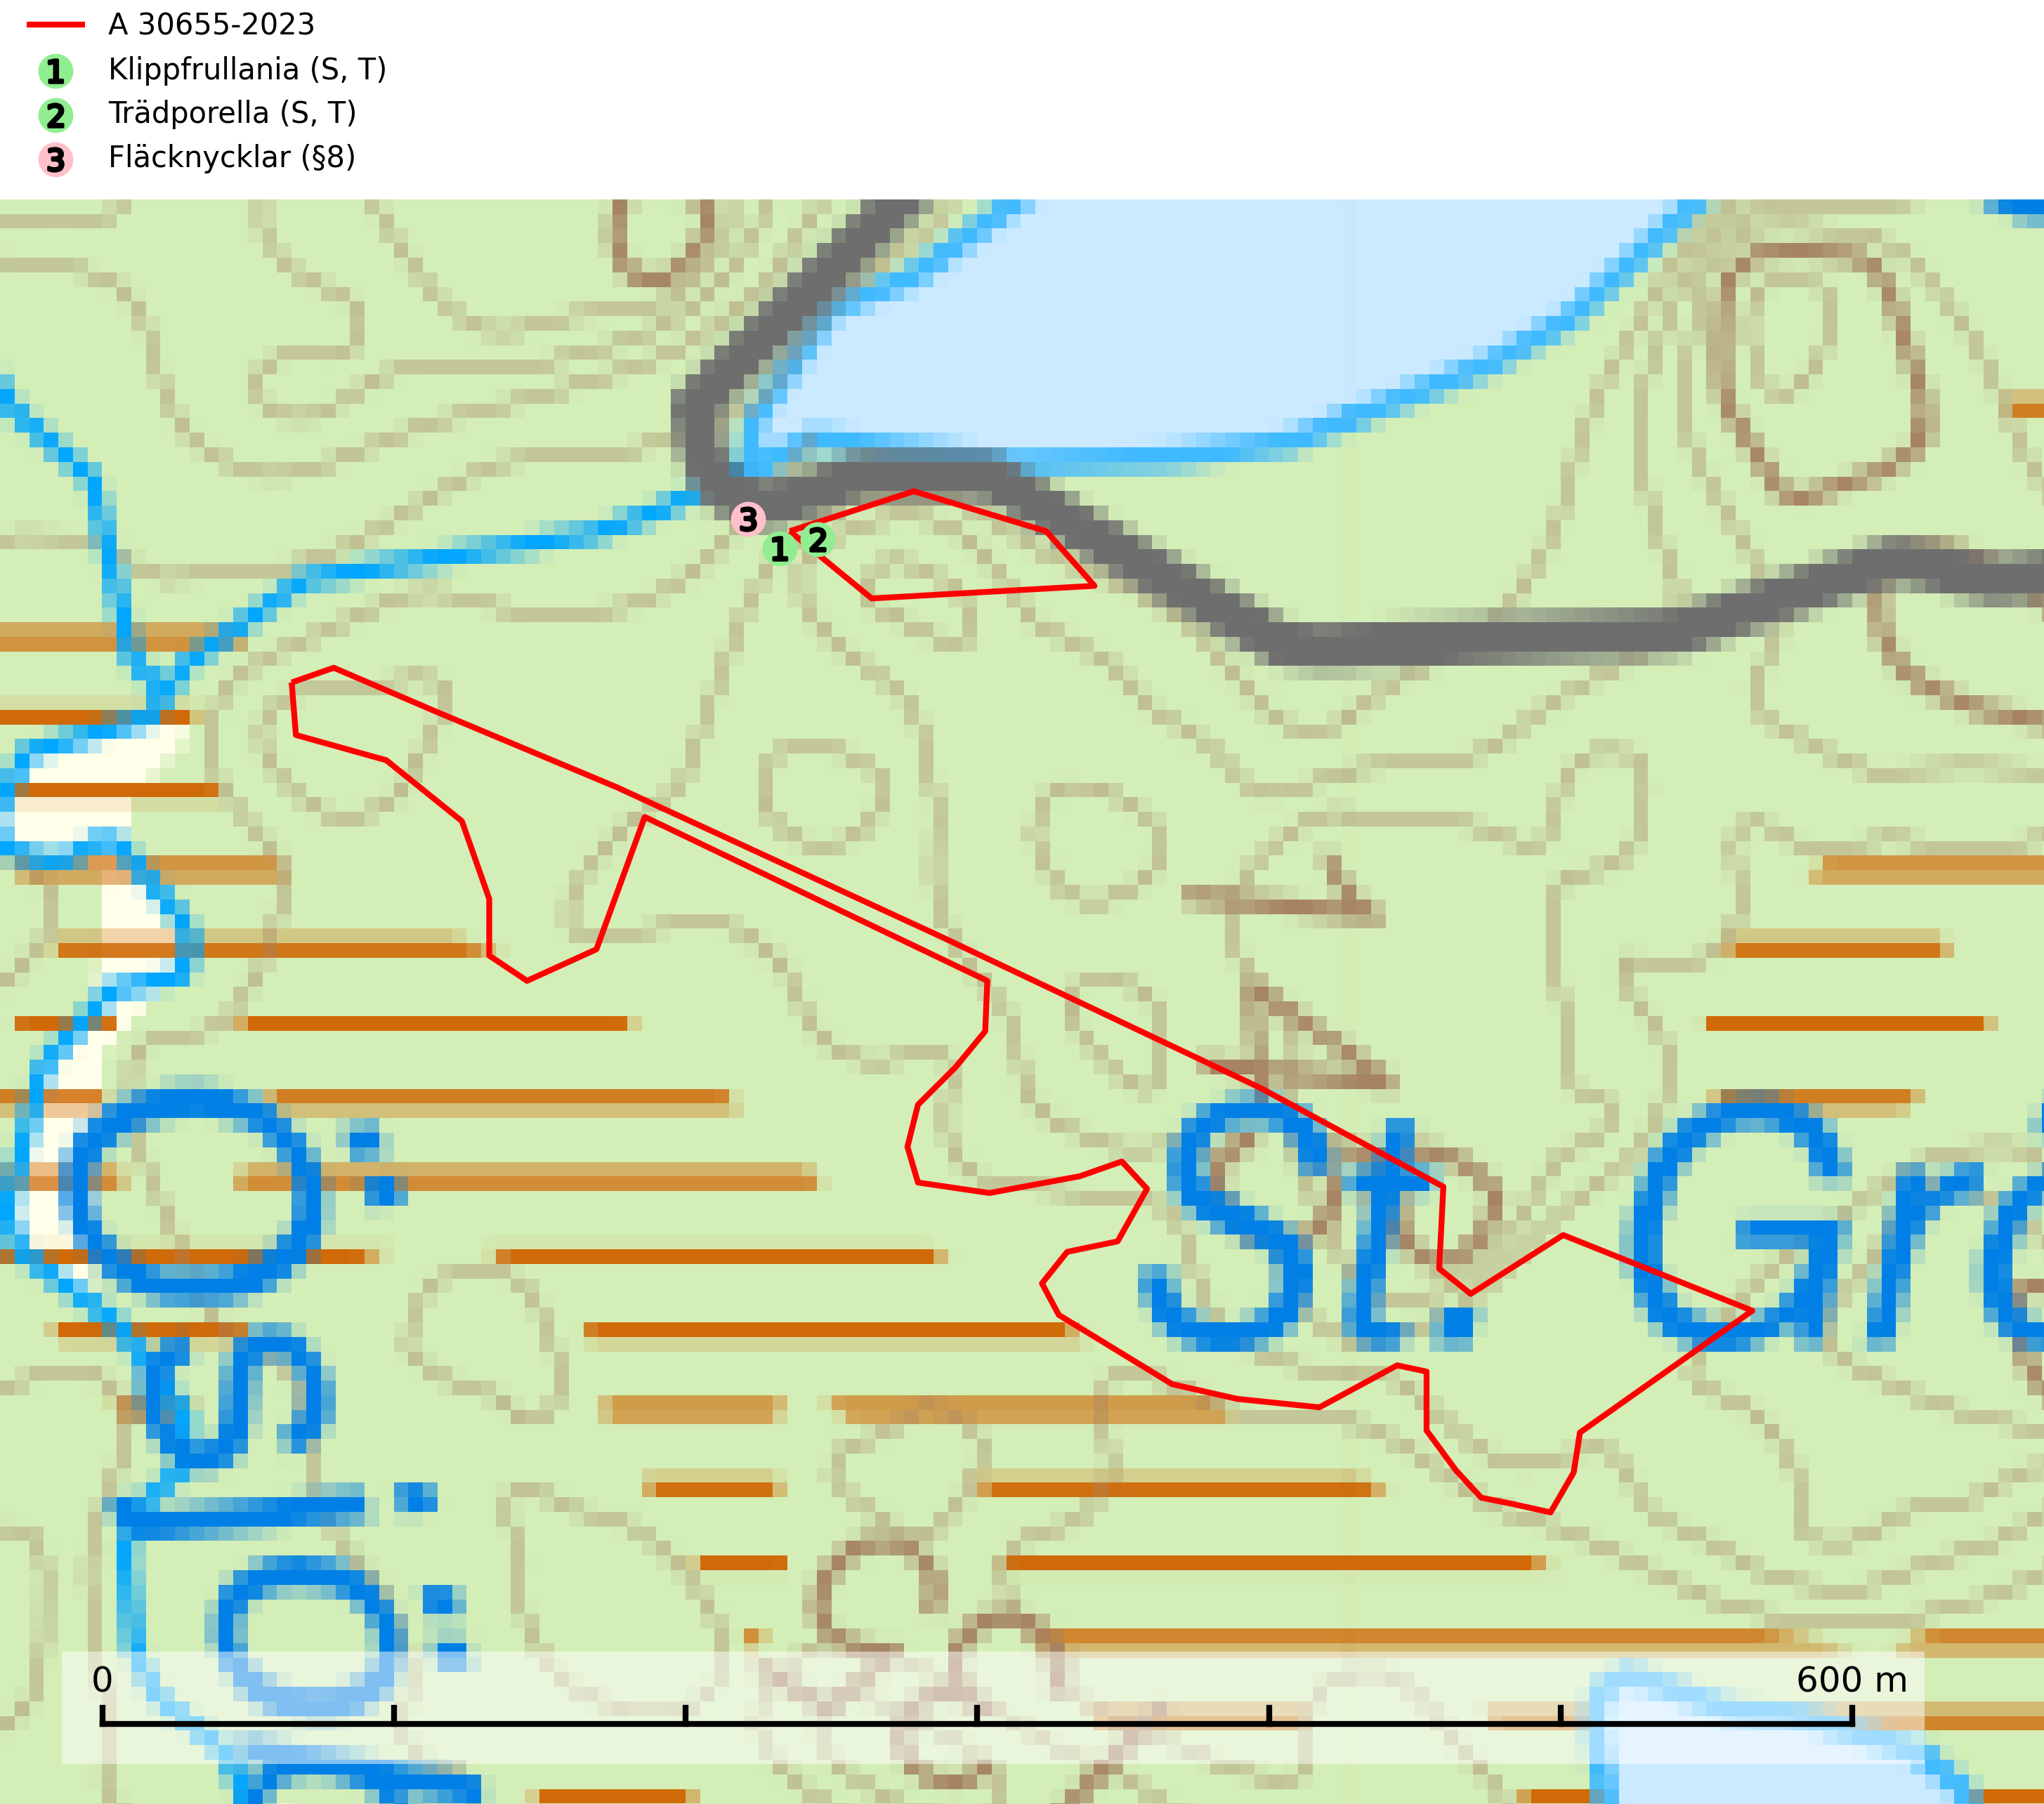 A 30655-2023
1 Klippfrullania (S, T)
2 Trädporella (S, T)
3 Fläcknycklar (§8)
3
1 2
St. Gr
0 600 m